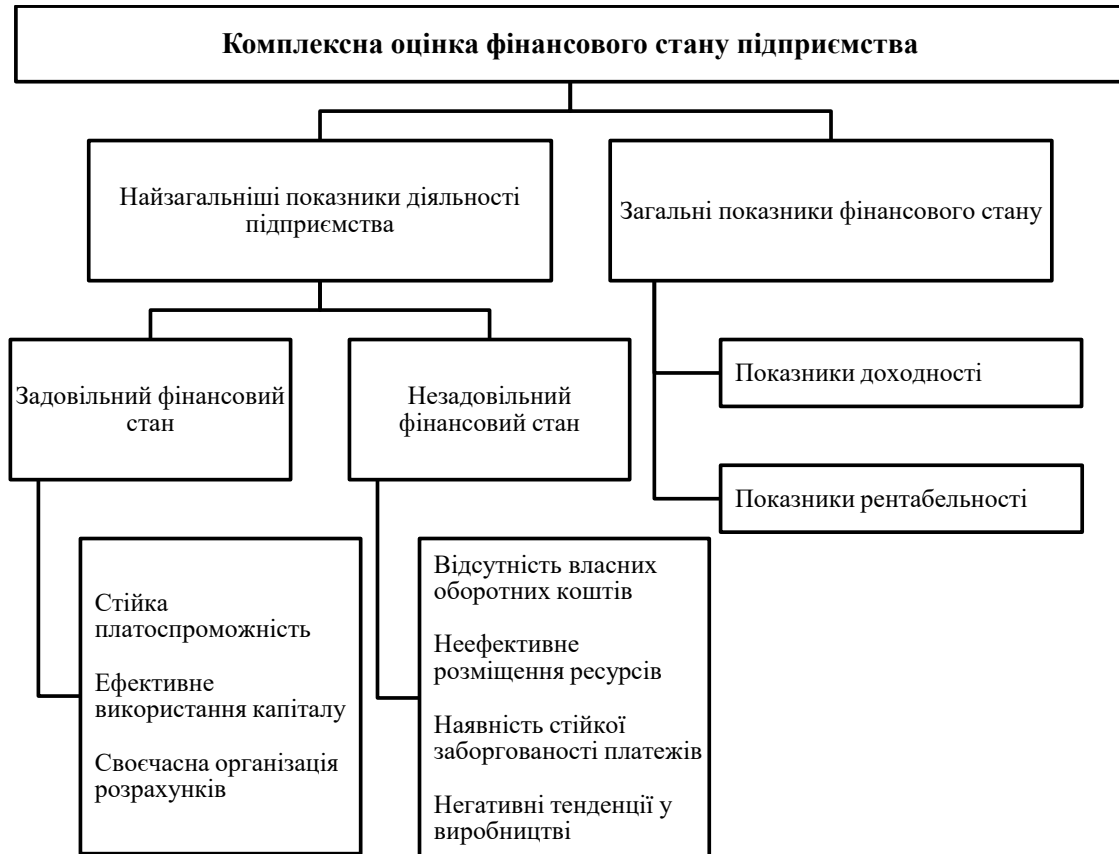 Комплексна оцінка фінансового стану підприємства
Найзагальніші показники діяльності
підприємства
Загальні показники фінансового стану
Задовільний фінансовий
стан
Незадовільний
фінансовий стан
Показники доходності
Показники рентабельності
Стійка
платоспроможність
Ефективне
використання капіталу
Своєчасна організація
розрахунків
Відсутність власних
оборотних коштів
Неефективне
розміщення ресурсів
Наявність стійкої
заборгованості платежів
Негативні тенденції у
виробництві